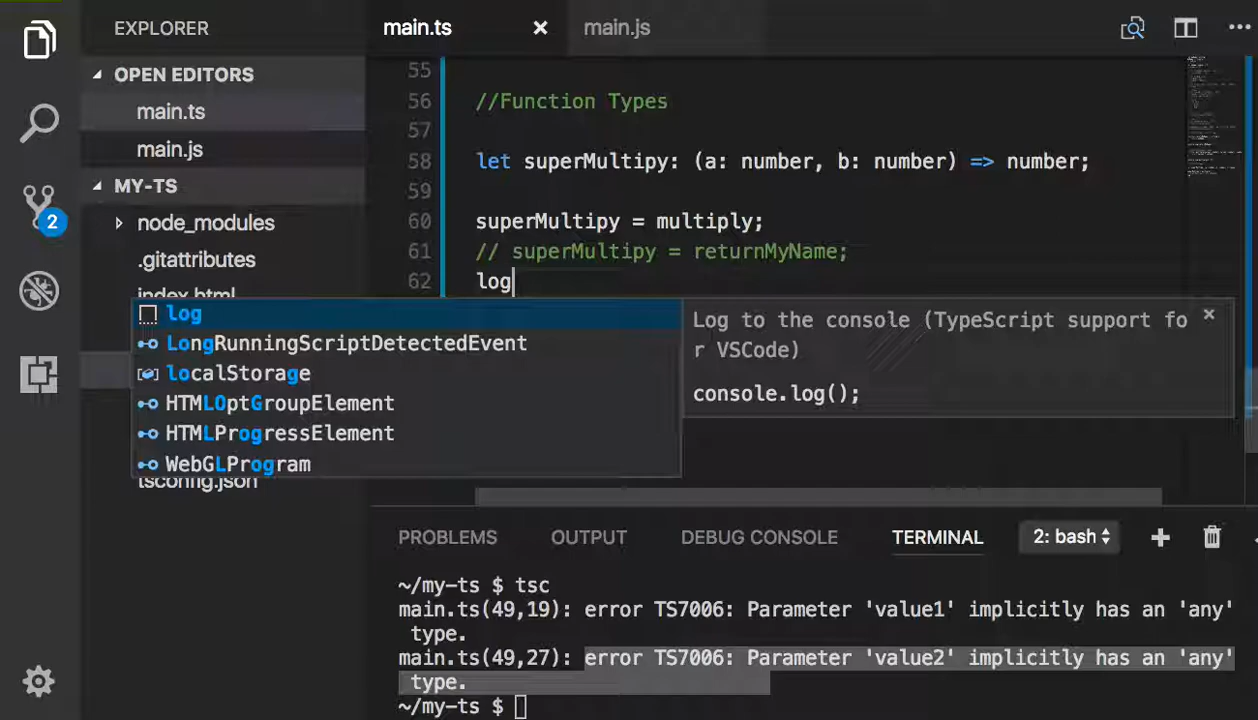 EXPLORER
main.ts
main.js
OPEN EDITORS
main.ts
main.js
MY-TS
2
node_modules
.gitattributes
index.html
tsconfig.json
55
56 //Function Types
57
58 let superMultipy: (a: number, b: number) => number;
59
60 superMultipy = multiply;
61 // superMultipy = returnMyName;
62 log
log
LongRunningScriptDetectedEvent
localStorage
HTMLOptGroupElement
HTMLProgressElement
WebGLProgram
Log to the console (TypeScript support fo
r VSCode)
console.log();
PROBLEMS OUTPUT DEBUG CONSOLE TERMINAL 2: bash
~/my-ts $ tsc
main.ts(49,19): error TS7006: Parameter 'value1' implicitly has an 'any'
type.
main.ts(49,27): error TS7006: Parameter 'value2' implicitly has an 'any'
type.
~/my-ts $